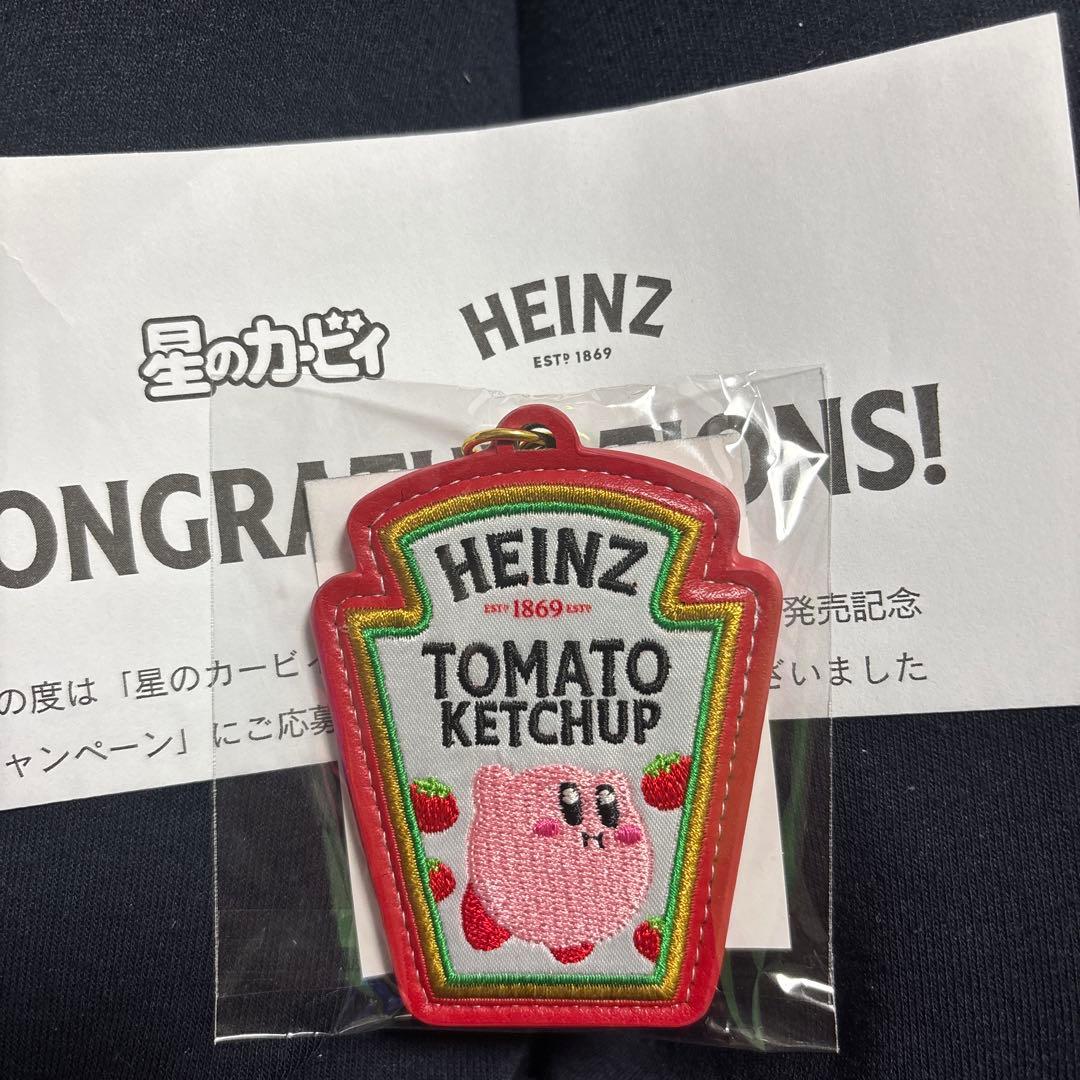 星のカービィ
HEINZ
ESTD 1869
ONGRA IONS!
発売記念
の度は「星のカービィ
ざいました
ャンペーン」にご応募
HEINZ
ESTD 1869 ESTD
TOMATO
KETCHUP